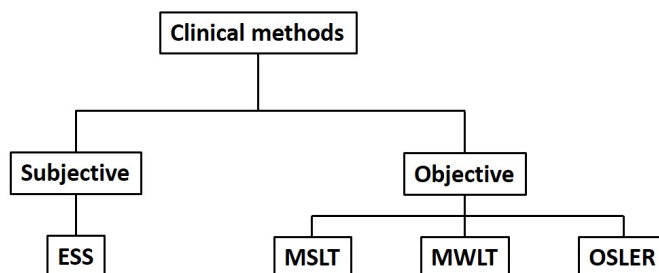 Clinical methods
Subjective
Objective
ESS
MSLT
MWLT
OSLER